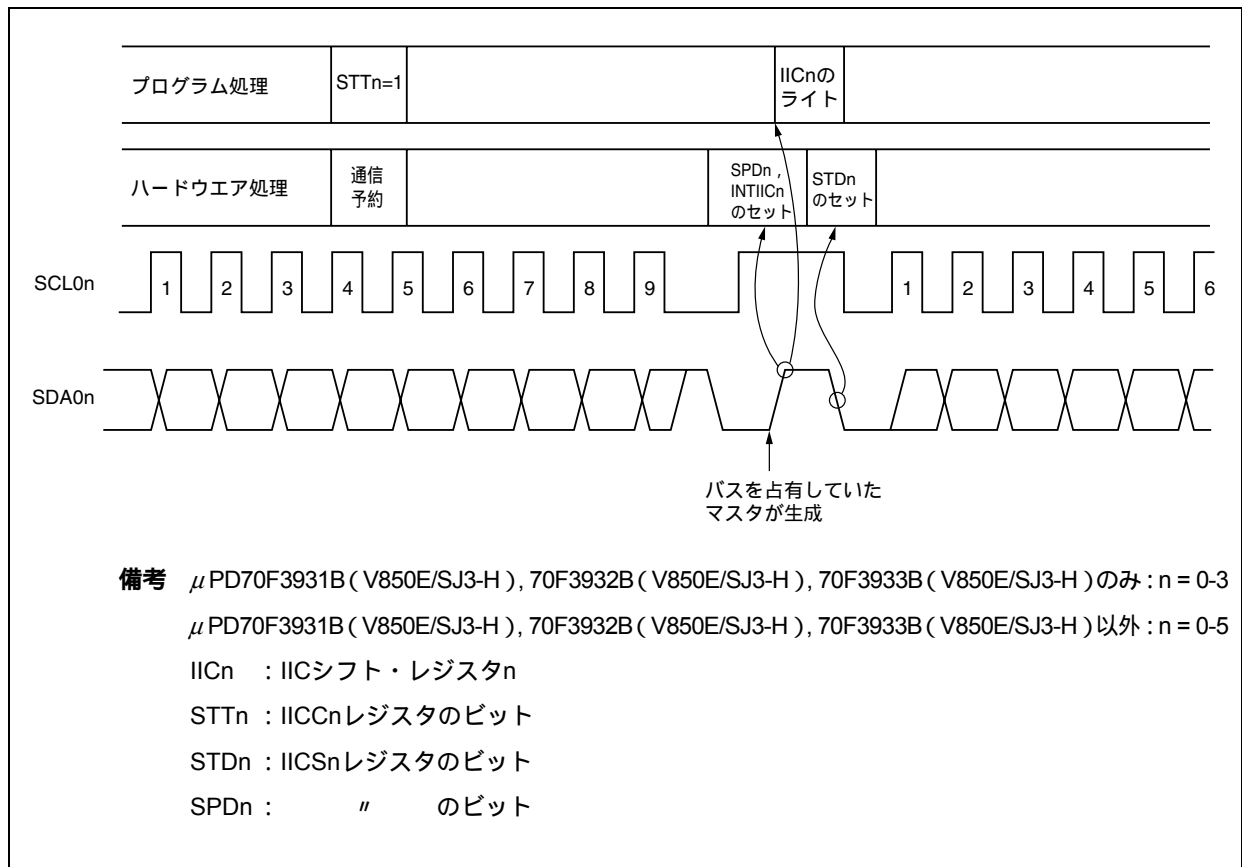 プログラム処理
STTn=1
IICnの
ライト
ハードウエア処理
通信
予約
SPDn ,
INTIICn
のセット
STDn
のセット
SCL0n
1 2 3 4 5 6 7 8 9 1 2 3 4 5 6
SDA0n
バスを占有していた
マスタが生成
備考 μPD70F3931B（V850E/SJ3-H）, 70F3932B（V850E/SJ3-H）, 70F3933B（V850E/SJ3-H）のみ : n = 0-3
μPD70F3931B（V850E/SJ3-H）, 70F3932B（V850E/SJ3-H）, 70F3933B（V850E/SJ3-H）以外 : n = 0-5
IICn : IICシフト・レジスタn
STTn : IICCnレジスタのビット
STDn : IICSnレジスタのビット
SPDn : 〃 のビット